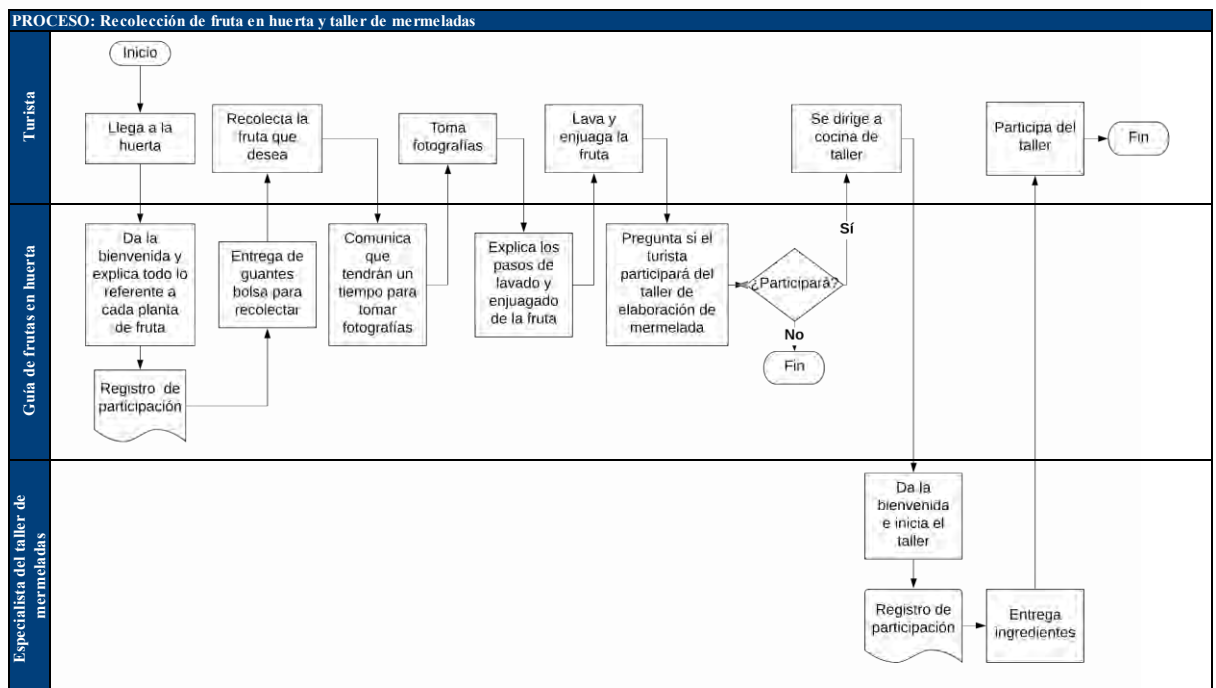 PROCESO: Recolección de fruta en huerta y taller de mermeladas
Turista
Inicio
Llega a la
huerta
Recolecta la
fruta que
desea
Toma
fotografías
Lava y
enjuaga la
fruta
Se dirige a
cocina de
taller
Participa del
taller
Fin
Guía de frutas en huerta
Da la
bienvenida y
explica todo lo
referente a
cada planta
de fruta
Registro de
participación
Entrega de
guantes
bolsa para
recolectar
Comunica
que
tendrán un
tiempo para
tomar
fotografías
Explica los
pasos de
lavado y
enjuagado
de la fruta
Pregunta si el
turista
participará del
taller de
elaboración de
mermelada
¿Participará?
Sí
No
Fin
Especialista del taller de
mermeladas
Da la
bienvenida
e inicia el
taller
Registro de
participación
Entrega
ingredientes